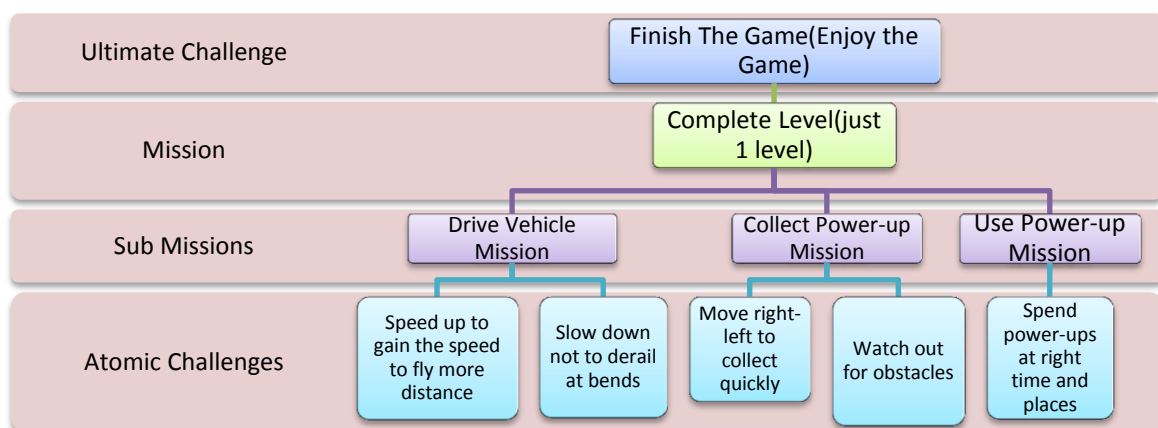 Ultimate Challenge
Finish The Game(Enjoy the
Game)
Mission
Complete Level(just
1 level)
Sub Missions
Drive Vehicle
Mission
Collect Power-up
Mission
Use Power-up
Mission
Atomic Challenges
Speed up to
gain the speed
to fly more
distance
Slow down
not to derail
at bends
Move right-
left to
collect
quickly
Watch out
for obstacles
Spend
power-ups
at right
time and
places